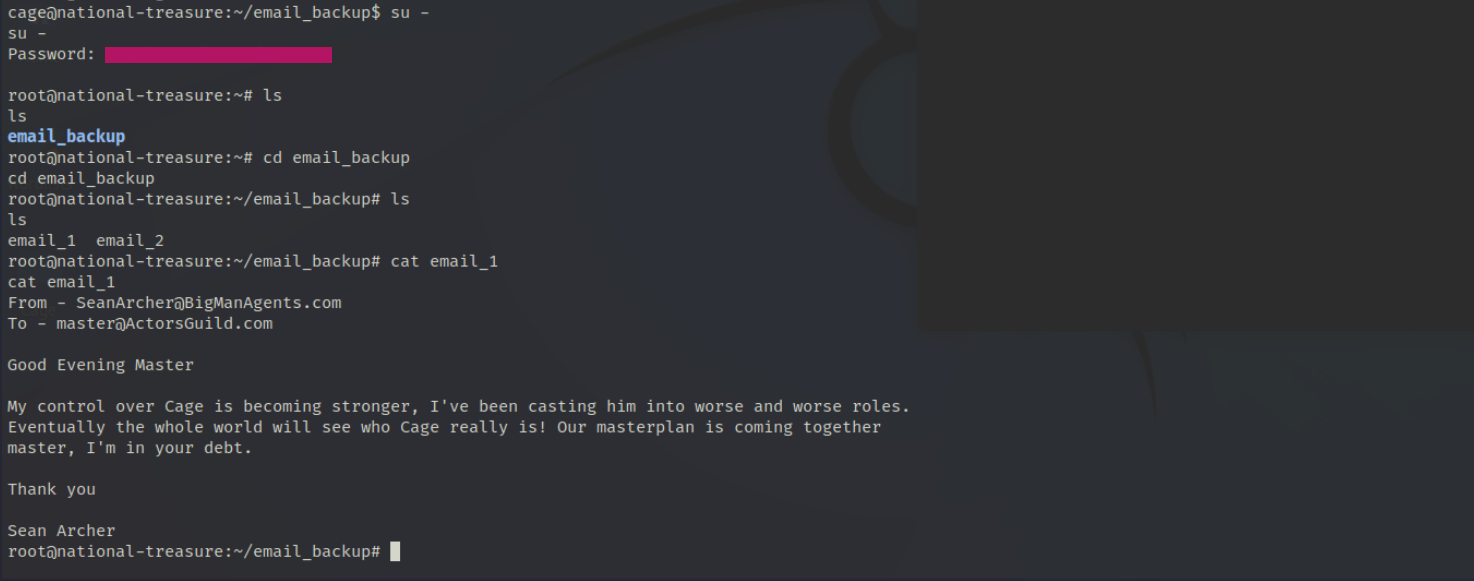 cage@national-treasure:~/email_backup$ su -
su -
Password:
root@national-treasure:~# ls
ls
email_backup
root@national-treasure:~# cd email_backup
cd email_backup
root@national-treasure:~/email_backup# ls
ls
email_1  email_2
root@national-treasure:~/email_backup# cat email_1
cat email_1
From - SeanArcher@BigManAgents.com
To - master@ActorsGuild.com
Good Evening Master
My control over Cage is becoming stronger, I've been casting him into worse and worse roles.
Eventually the whole world will see who Cage really is! Our masterplan is coming together
master, I'm in your debt.
Thank you
Sean Archer
root@national-treasure:~/email_backup#